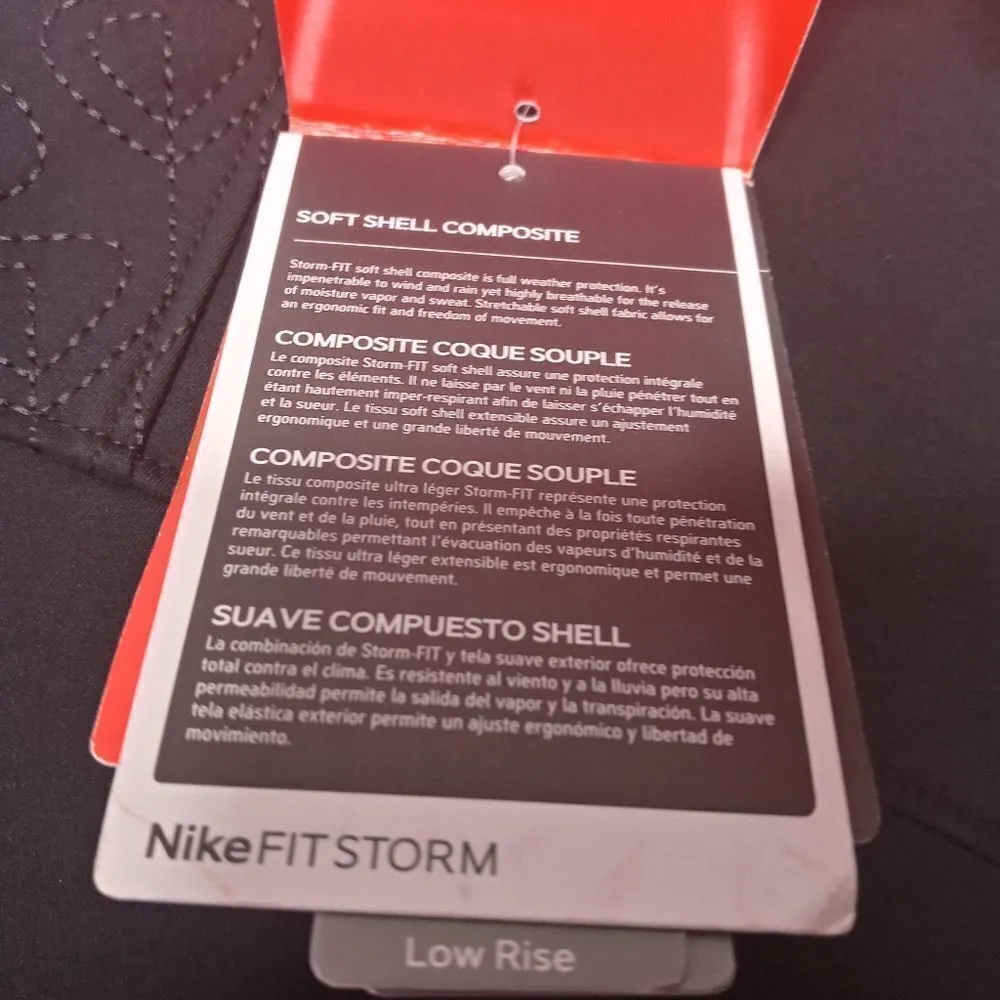 SOFT SHELL COMPOSITE
Storm-FIT soft shell composite is full weather protection. It's
impenetrable to wind and rain yet highly breathable for the release
of moisture vapor and sweat. Stretchable soft shell fabric allows for
an ergonomic fit and freedom of movement.
COMPOSITE COQUE SOUPLE
Le composite Storm-FIT soft shell assure une protection intégrale
contre les éléments. Il ne laisse par le vent ni la pluie pénétrer tout en
étant hautement imper-respirant afin de laisser s'échapper l'humidité
et la sueur. Le tissu soft shell extensible assure un ajustement
ergonomique et une grande liberté de mouvement.
COMPOSITE COQUE SOUPLE
Le tissu composite ultra léger Storm-FIT représente une protection
intégrale contre les intempéries. Il empêche à la fois toute pénétration
du vent et de la pluie, tout en présentant des propriétés respirantes
remarquables permettant l'évacuation des vapeurs d'humidité et de la
sueur. Ce tissu ultra léger extensible est ergonomique et permet une
grande liberté de mouvement.
SUAVE COMPUESTO SHELL
La combinación de Storm-FIT y tela suave exterior ofrece protección
total contra el clima. Es resistente al viento y a la lluvia pero su alta
permeabilidad permite la salida del vapor y la transpiración. La suave
tela elástica exterior permite un ajuste ergonómico y libertad de
movimiento.
NikeFIT STORM
Low Rise